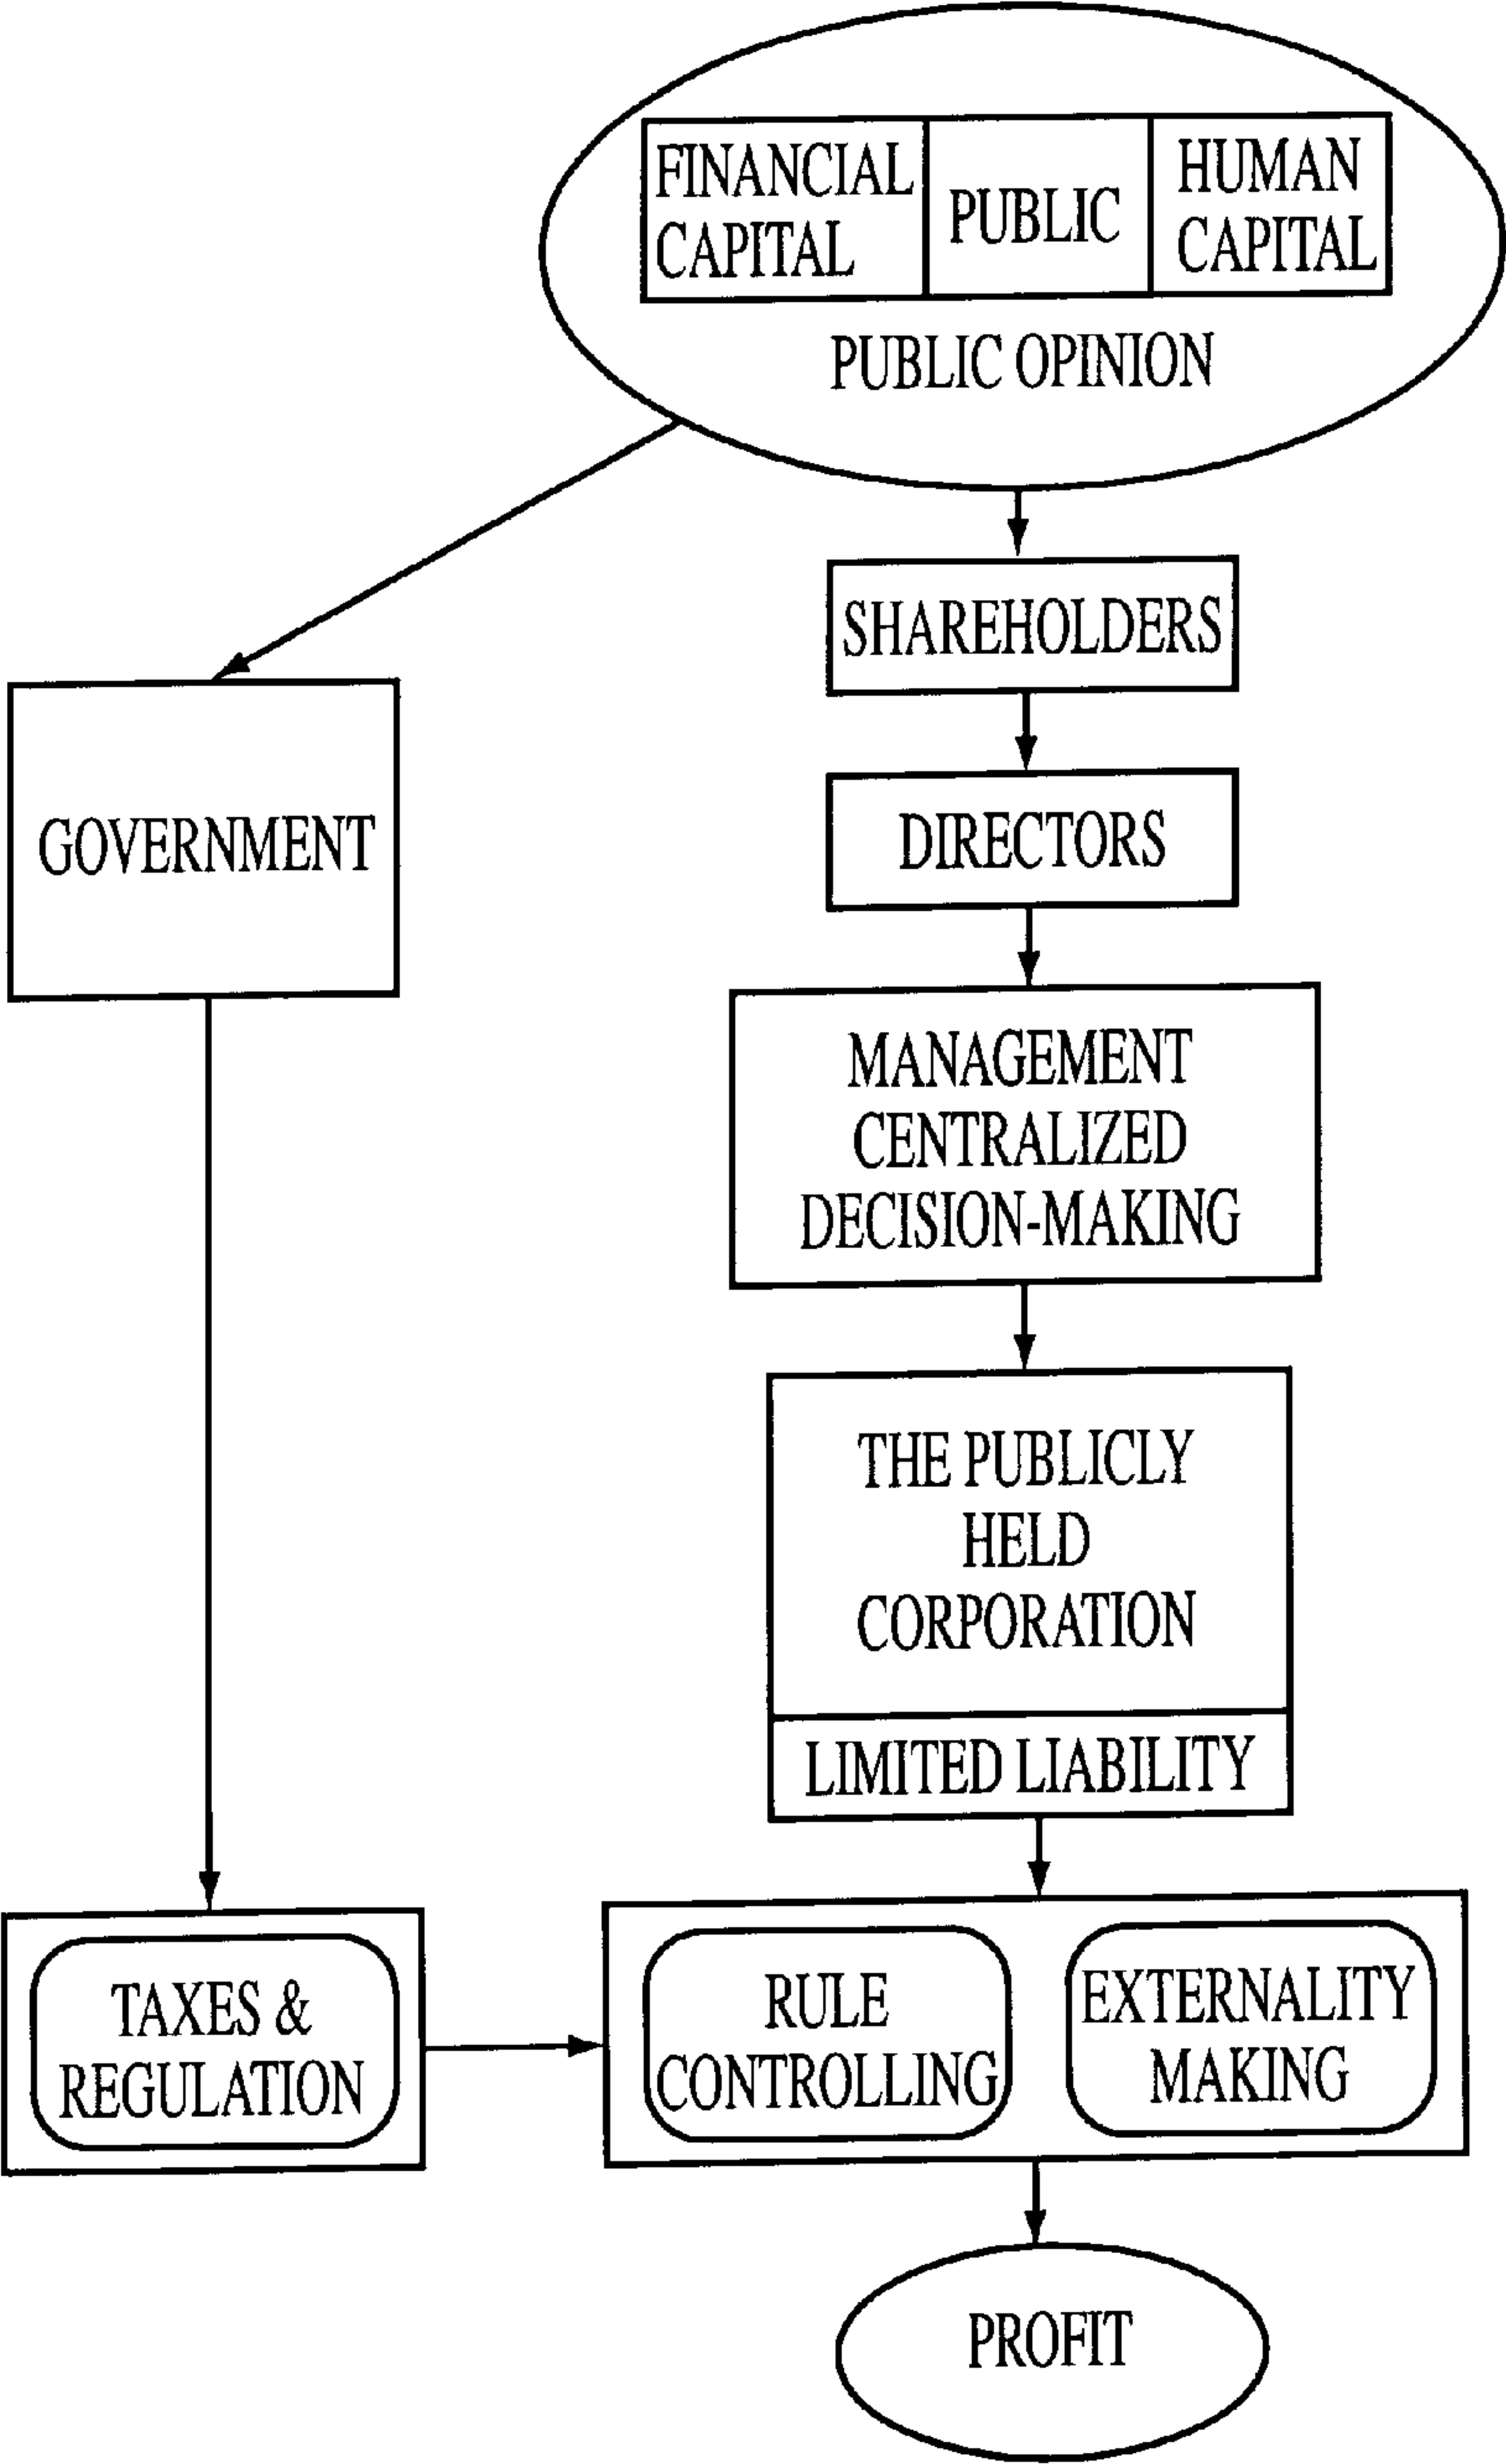 FINANCIAL
CAPITAL
PUBLIC
HUMAN
CAPITAL
PUBLIC OPINION
SHAREHOLDERS
GOVERNMENT
DIRECTORS
MANAGEMENT
CENTRALIZED
DECISION-MAKING
THE PUBLICLY
HELD
CORPORATION
LIMITED LIABILITY
TAXES &
REGULATION
RULE
CONTROLLING
EXTERNALITY
MAKING
PROFIT